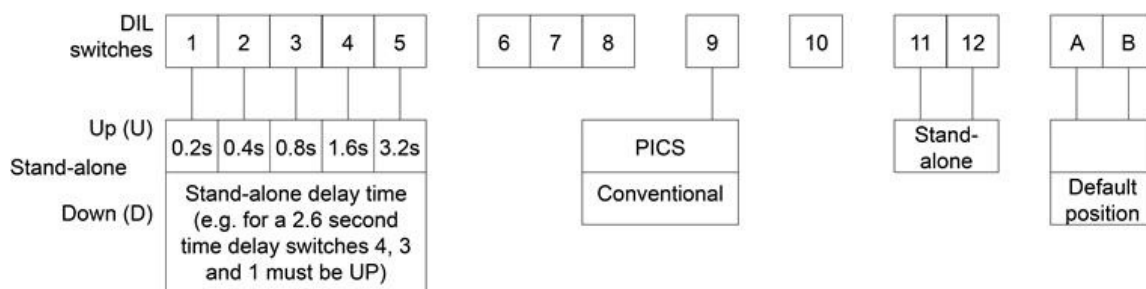 DIL
switches
1 2 3 4 5 6 7 8 9 10 11 12 A B
Up (U)
Stand-alone
Down (D)
0.2s 0.4s 0.8s 1.6s 3.2s
Stand-alone delay time
(e.g. for a 2.6 second
time delay switches 4, 3
and 1 must be UP)
PICS
Conventional
Stand-
alone
Default
position